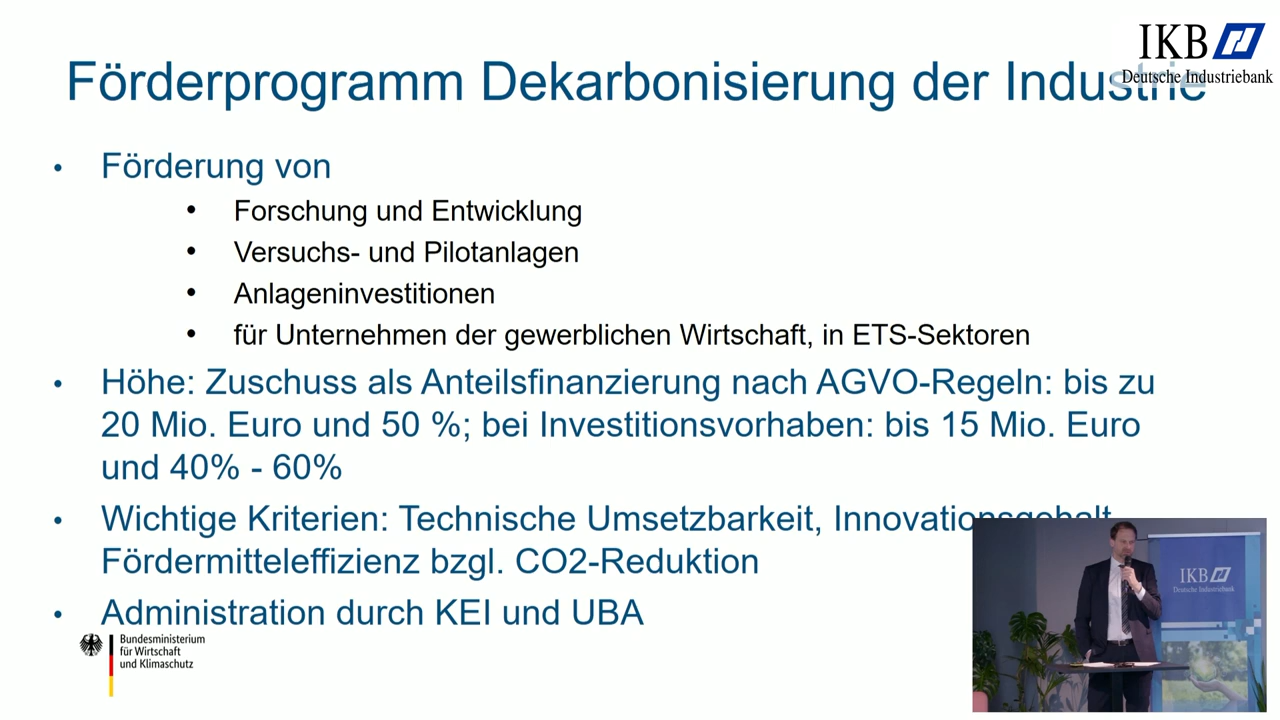 IKB
Deutsche Industriebank
Förderprogramm Dekarbonisierung der Industrie
• Förderung von
• Forschung und Entwicklung
• Versuchs- und Pilotanlagen
• Anlageninvestitionen
• für Unternehmen der gewerblichen Wirtschaft, in ETS-Sektoren
• Höhe: Zuschuss als Anteilsfinanzierung nach AGVO-Regeln: bis zu
20 Mio. Euro und 50 %; bei Investitionsvorhaben: bis 15 Mio. Euro
und 40% - 60%
• Wichtige Kriterien: Technische Umsetzbarkeit, Innovationsgehalt
Fördermitteleffizienz bzgl. CO2-Reduktion
• Administration durch KEI und UBA
Bundesministerium
für Wirtschaft
und Klimaschutz
IKB
Deutsche Industriebank